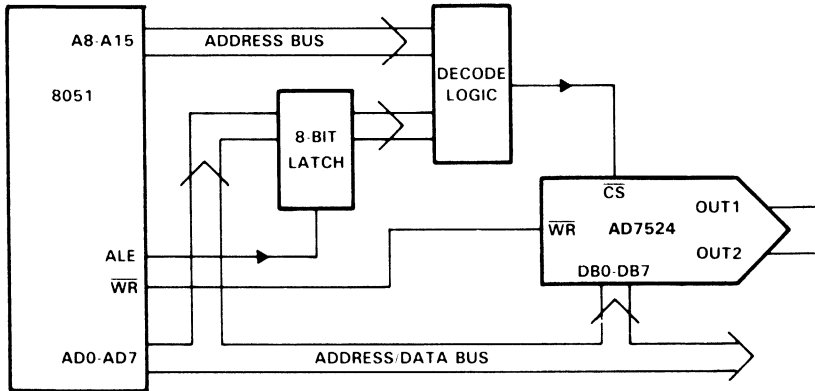 A8-A15
ADDRESS BUS
DECODE
LOGIC
8051
8-BIT
LATCH
CS
OUT1
WR
AD7524
OUT2
ALE
DB0-DB7
WR
AD0-AD7
ADDRESS/DATA BUS